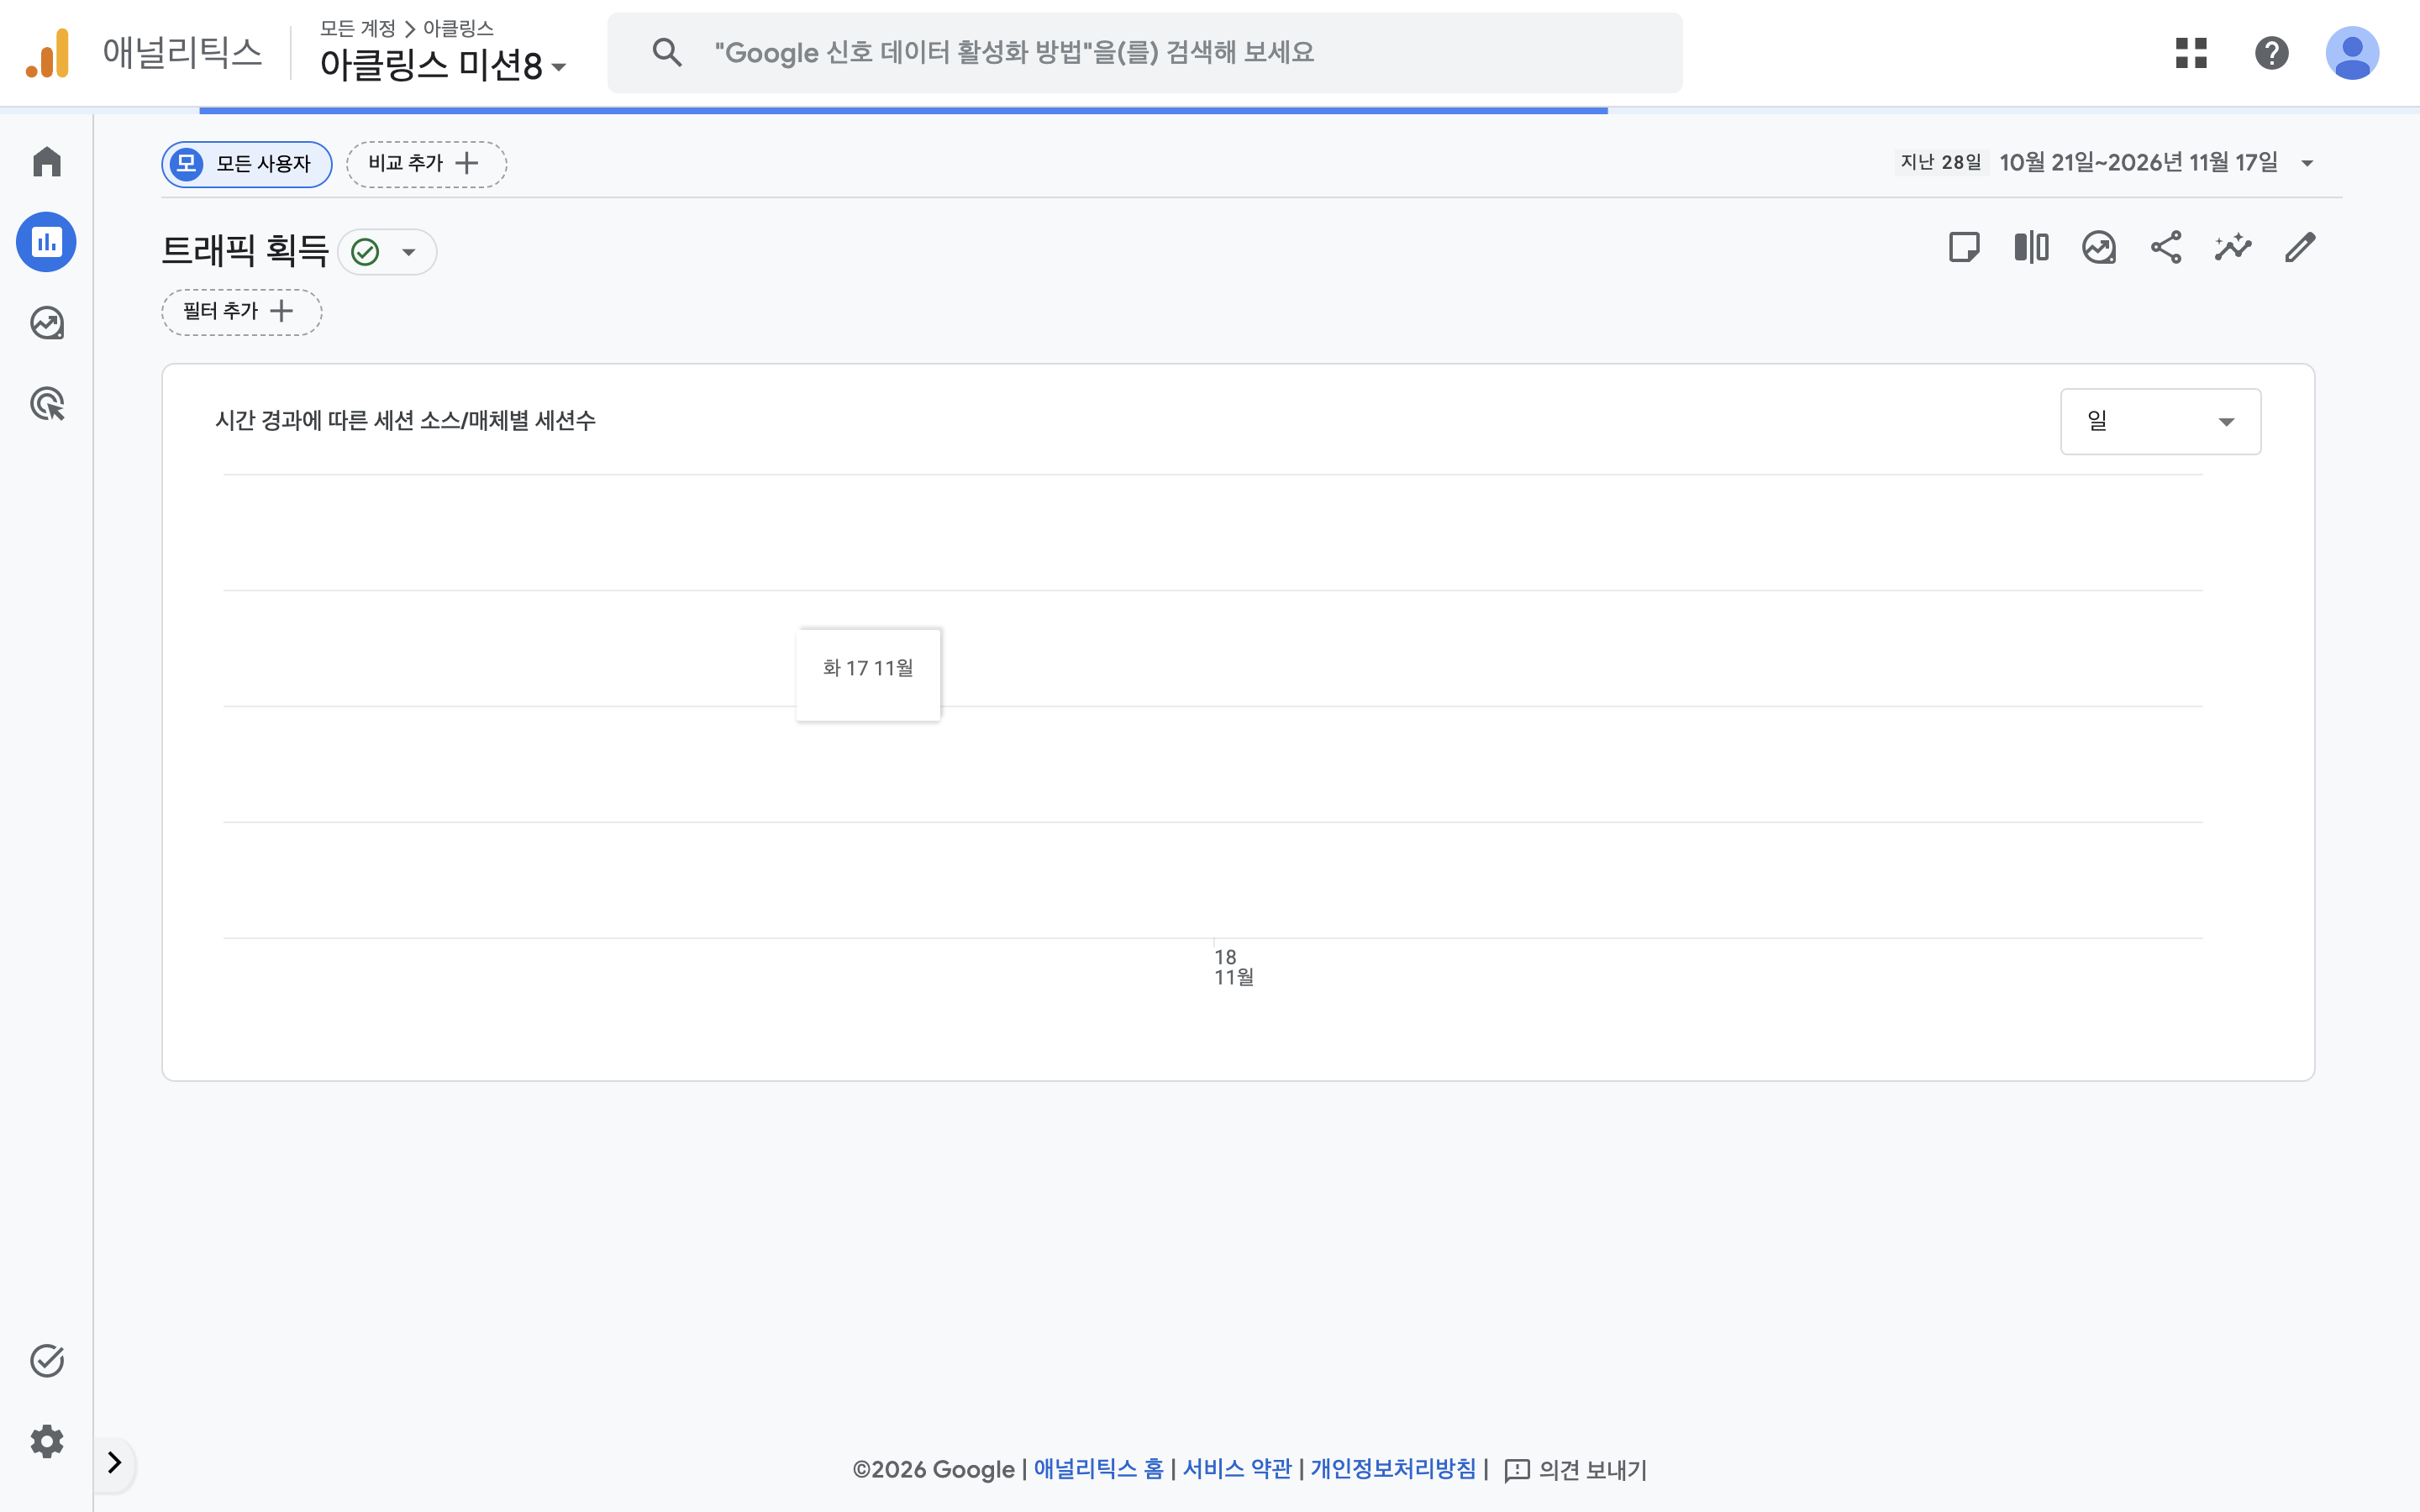 애널리틱스
모든 계정 > 아클링스
아클링스 미션8
"Google 신호 데이터 활성화 방법"을(를) 검색해 보세요
모 모든 사용자
비교 추가
지난 28일 10월 21일~2026년 11월 17일
트래픽 획득
필터 추가
시간 경과에 따른 세션 소스/매체별 세션수
일
화 17 11월
18
11월
©2026 Google | 애널리틱스 홈 | 서비스 약관 | 개인정보처리방침 | 의견 보내기